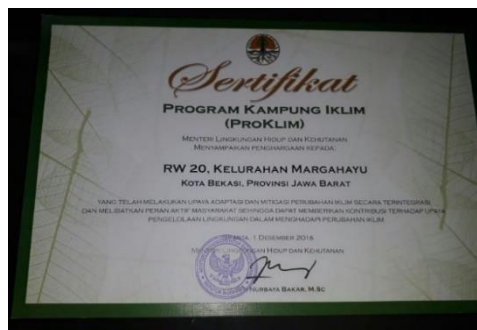 Sertifikat
PROGRAM KAMPUNG IKLIM
(PROKLIM)
MENTERI LINGKUNGAN HIDUP DAN KEHUTANAN
MENYAMPAIKAN PENGHARGAAN KEPADA:
RW 20, KELURAHAN MARGAHAYU
KOTA BEKASI, PROVINSI JAWA BARAT
YANG TELAH MELAKUKAN UPAYA ADAPTASI DAN MITIGASI PERUBAHAN IKLIM SECARA TERINTEGRASI
DAN MELIBATKAN PERAN AKTIF MASYARAKAT SEHINGGA DAPAT MEMBERIKAN KONTRIBUSI TERHADAP UPAYA
PENGELOLAAN LINGKUNGAN DALAM MENGHADAPI PERUBAHAN IKLIM.
1 DESEMBER 2016
LINGKUNGAN HIDUP DAN KEHUTANAN
NURBAYA BAKAR, M.SC